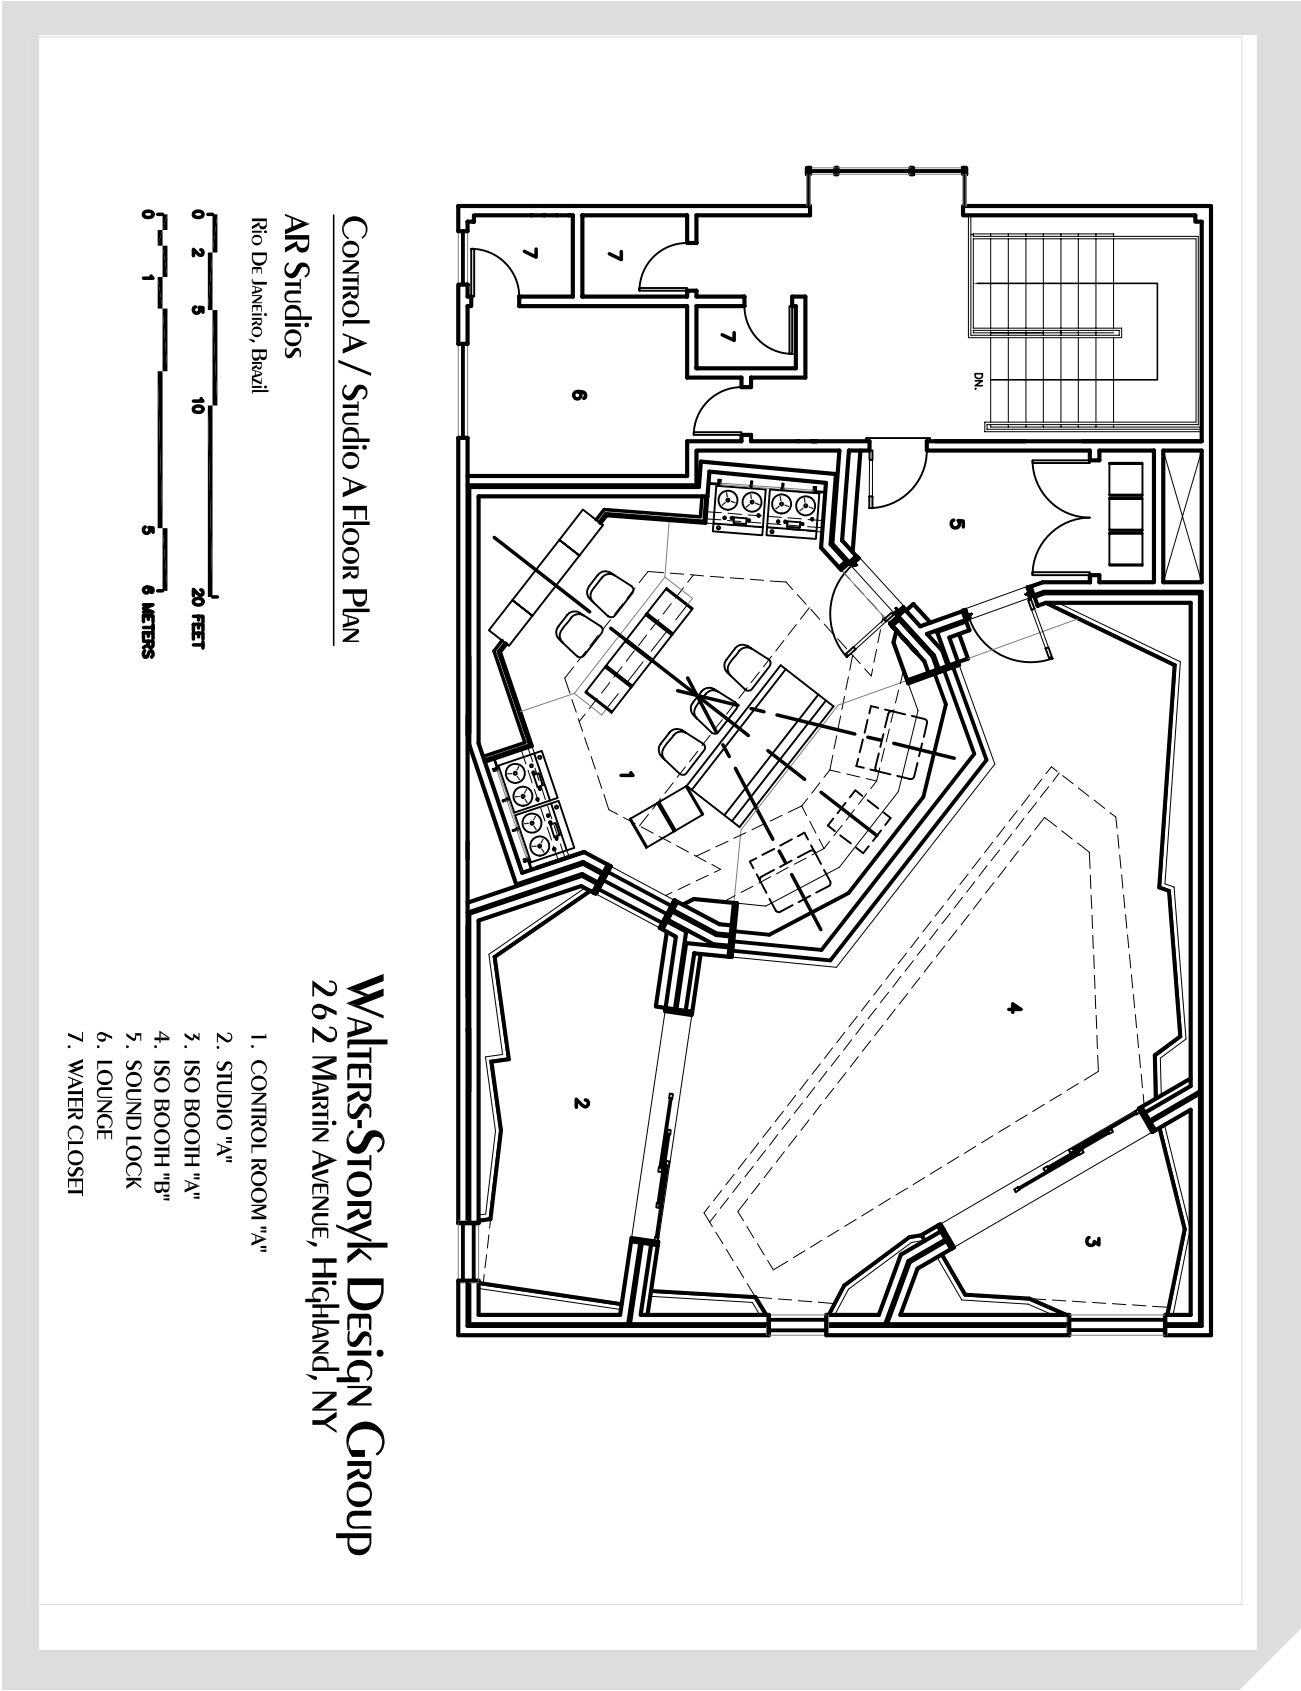 7
7
7
6
DN.
5
1
4
2
3
Control A / Studio A Floor Plan
AR Studios
Rio De Janeiro, Brazil
0 2 5 10 20 FEET
0 1 5 6 METERS
Walters-Storyk Design Group
262 Martin Avenue, Highland, NY
1. CONTROL ROOM "A"
2. STUDIO "A"
3. ISO BOOTH "A"
4. ISO BOOTH "B"
5. SOUND LOCK
6. LOUNGE
7. WATER CLOSET